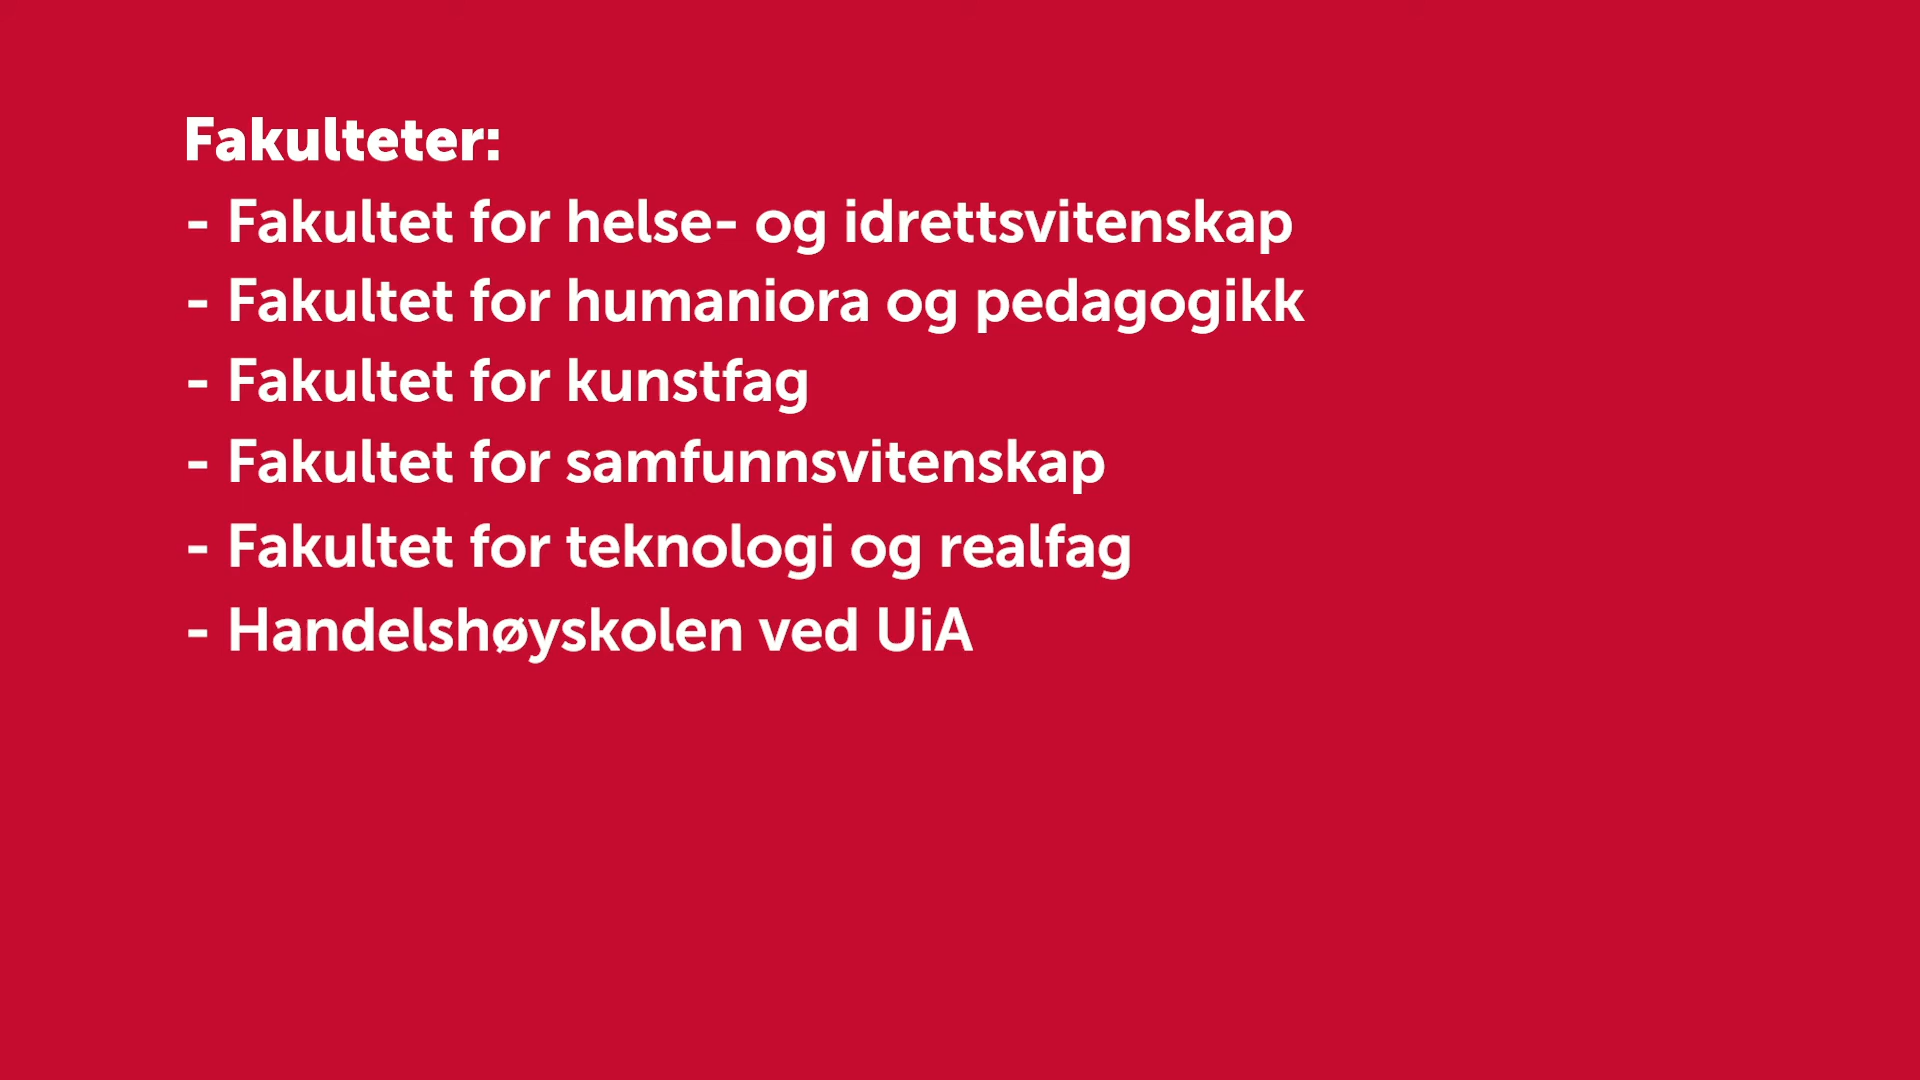 Fakulteter:
- Fakultet for helse- og idrettsvitenskap
- Fakultet for humaniora og pedagogikk
- Fakultet for kunstfag
- Fakultet for samfunnsvitenskap
- Fakultet for teknologi og realfag
- Handelshøyskolen ved UiA